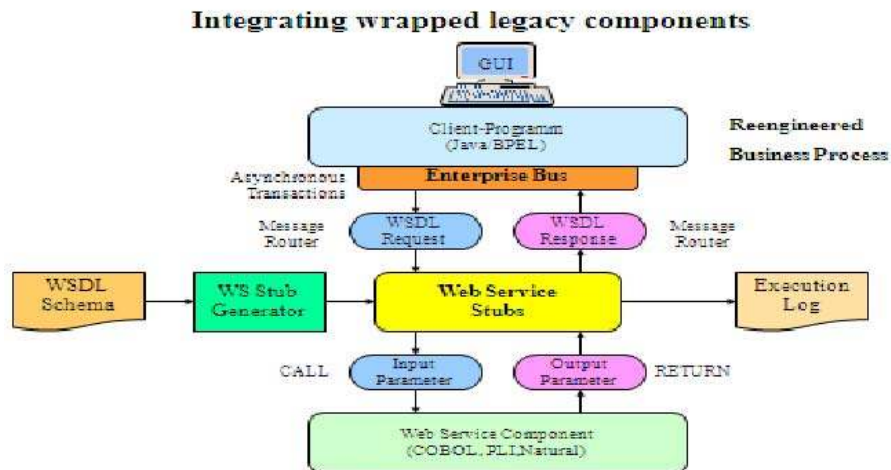 Integrating wrapped legacy components
GUI
Client-Programm
(Java/BPEL)
Reengineered
Business Process
Enterprise Bus
Asynchronous
Transactions
Message
Router
WSDL
Request
WSDL
Response
Message
Router
WSDL
Schema
WS Stub
Generator
Web Service
Stubs
Execution
Log
CALL
Input
Parameter
Output
Parameter
RETURN
Web Service Component
(COBOL, PLI,Natural)